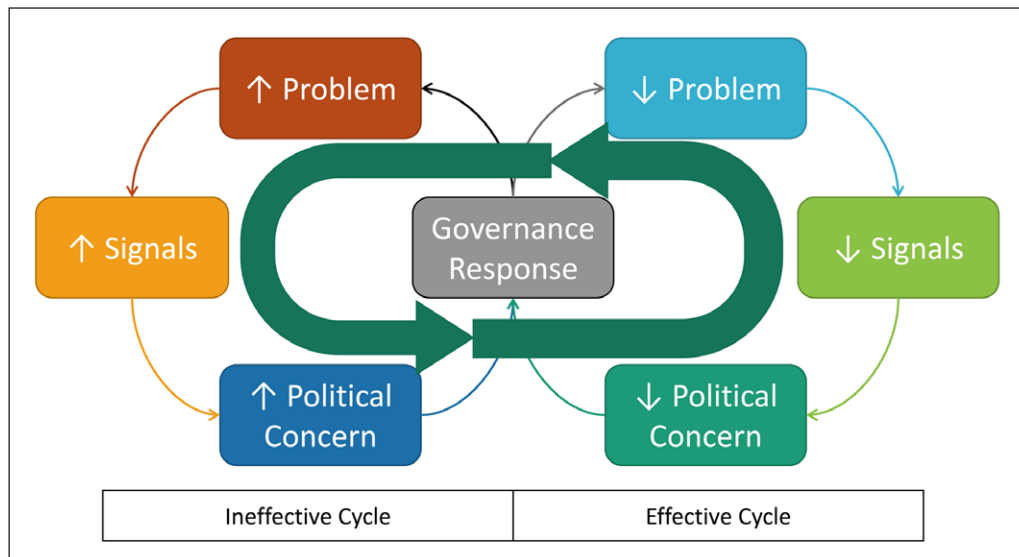 ↑ Problem
↓ Problem
↑ Signals
Governance
Response
↓ Signals
↑ Political
Concern
↓ Political
Concern
Ineffective Cycle
Effective Cycle